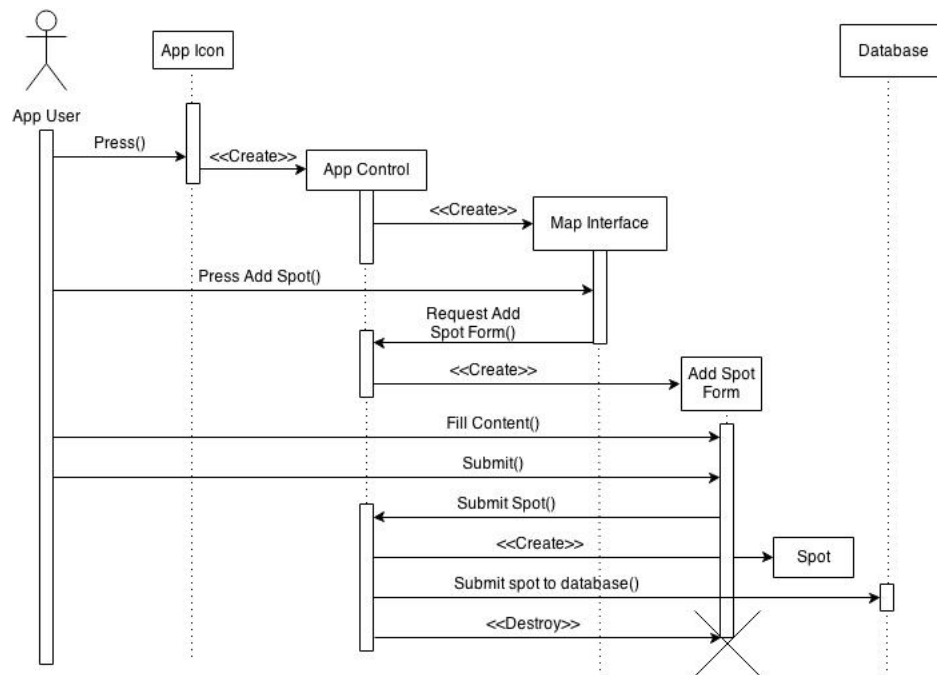 App Icon
Database
App User
Press()
<<Create>>
App Control
<<Create>>
Map Interface
Press Add Spot()
Request Add
Spot Form()
<<Create>>
Add Spot
Form
Fill Content()
Submit()
Submit Spot()
<<Create>>
Spot
Submit spot to database()
<<Destroy>>